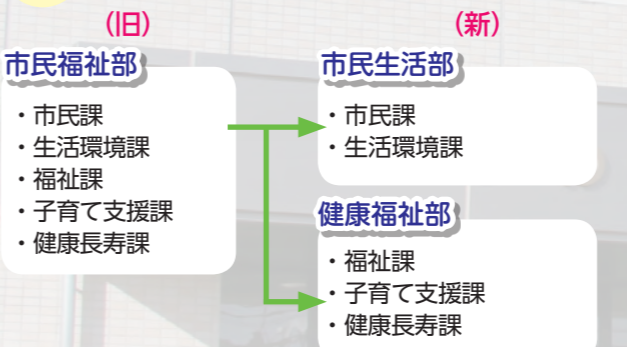 （旧）
市民福祉部
・市民課
・生活環境課
・福祉課
・子育て支援課
・健康長寿課
（新）
市民生活部
・市民課
・生活環境課
健康福祉部
・福祉課
・子育て支援課
・健康長寿課